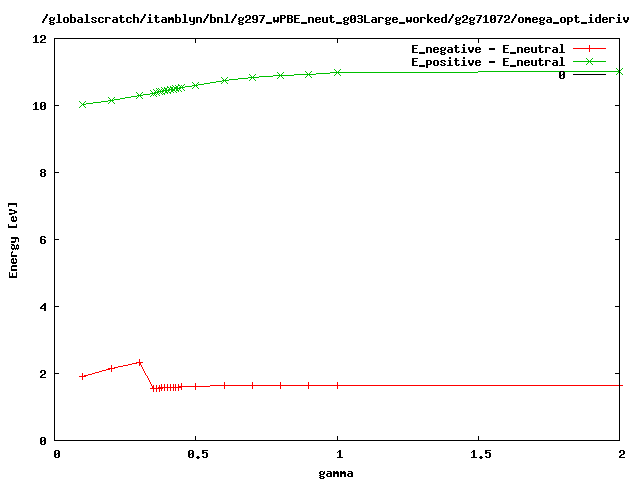 /globalscratch/itamblyn/bnl/g297_wPBE_neut_g03Large_worked/g2g71072/omega_opt_ideriv
E_negative - E_neutral
E_positive - E_neutral
0
12
10
8
6
4
2
0
Energy [eV]
0 0.5 1 1.5 2
gamma